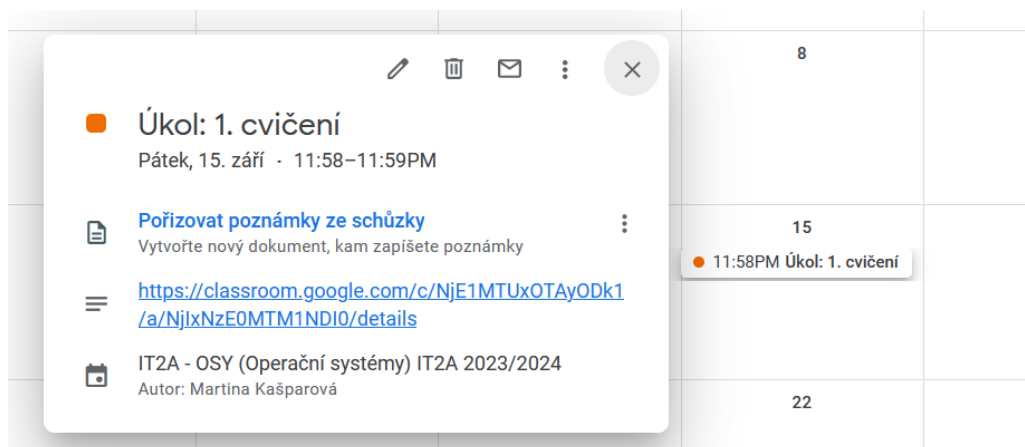 8
Úkol: 1. cvičení
Pátek, 15. září · 11:58–11:59PM
Pořizovat poznámky ze schůzky
Vytvořte nový dokument, kam zapíšete poznámky
15
11:58PM Úkol: 1. cvičení
https://classroom.google.com/c/NjE1MTUxOTAyODk1
/a/NjIxNzE0MTM1NDI0/details
IT2A - OSY (Operační systémy) IT2A 2023/2024
Autor: Martina Kašparová
22